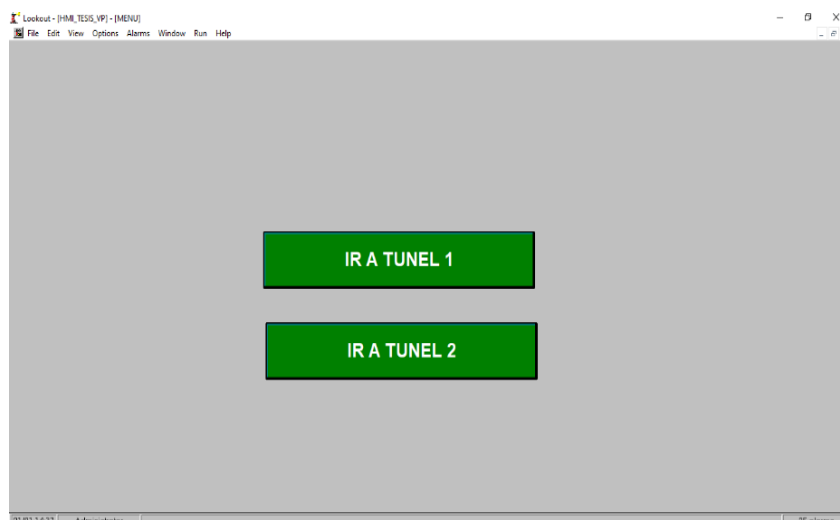 Lookout - [HMI_TESIS_VP] - [MENU]
File Edit View Options Alarms Window Run Help
IR A TUNEL 1
IR A TUNEL 2